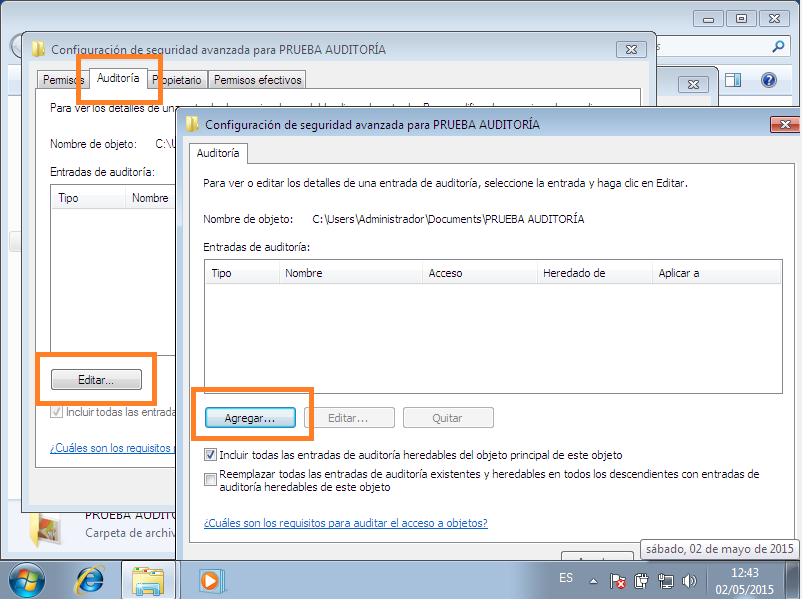 Configuración de seguridad avanzada para PRUEBA AUDITORÍA
Permisos Auditoría Propietario Permisos efectivos
Para ver los detalles de una
Nombre de objeto: C:\U
Entradas de auditoría:
Tipo Nombre
Editar...
Incluir todas las entrada
¿Cuáles son los requisitos
PRUEBA AUDITO
Carpeta de archiv
Configuración de seguridad avanzada para PRUEBA AUDITORÍA
Auditoría
Para ver o editar los detalles de una entrada de auditoría, seleccione la entrada y haga clic en Editar.
Nombre de objeto: C:\Users\Administrador\Documents\PRUEBA AUDITORÍA
Entradas de auditoría:
Tipo Nombre Acceso Heredado de Aplicar a
Agregar... Editar... Quitar
Incluir todas las entradas de auditoría heredables del objeto principal de este objeto
Reemplazar todas las entradas de auditoría existentes y heredables en todos los descendientes con entradas de
auditoría heredables de este objeto
¿Cuáles son los requisitos para auditar el acceso a objetos?
sábado, 02 de mayo de 2015
ES
12:43
02/05/2015